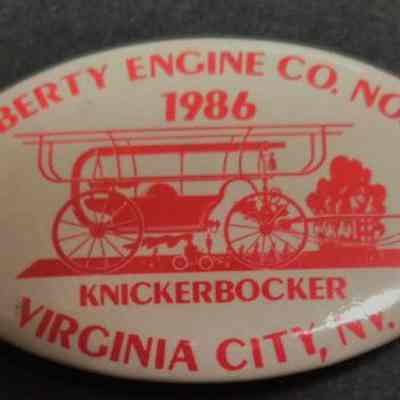 BERTY ENGINE CO. NO.
1986
KNICKERBOCKER
VIRGINIA CITY, NV.